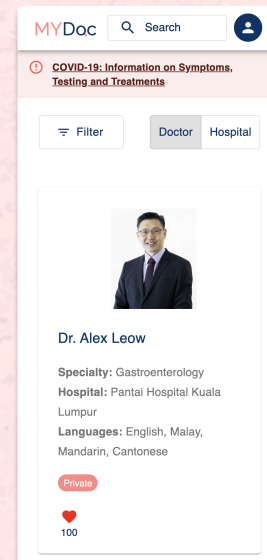 MYDoc
Search
COVID-19: Information on Symptoms,
Testing and Treatments
Filter
Doctor
Hospital
Dr. Alex Leow
Specialty: Gastroenterology
Hospital: Pantai Hospital Kuala
Lumpur
Languages: English, Malay,
Mandarin, Cantonese
Private
100